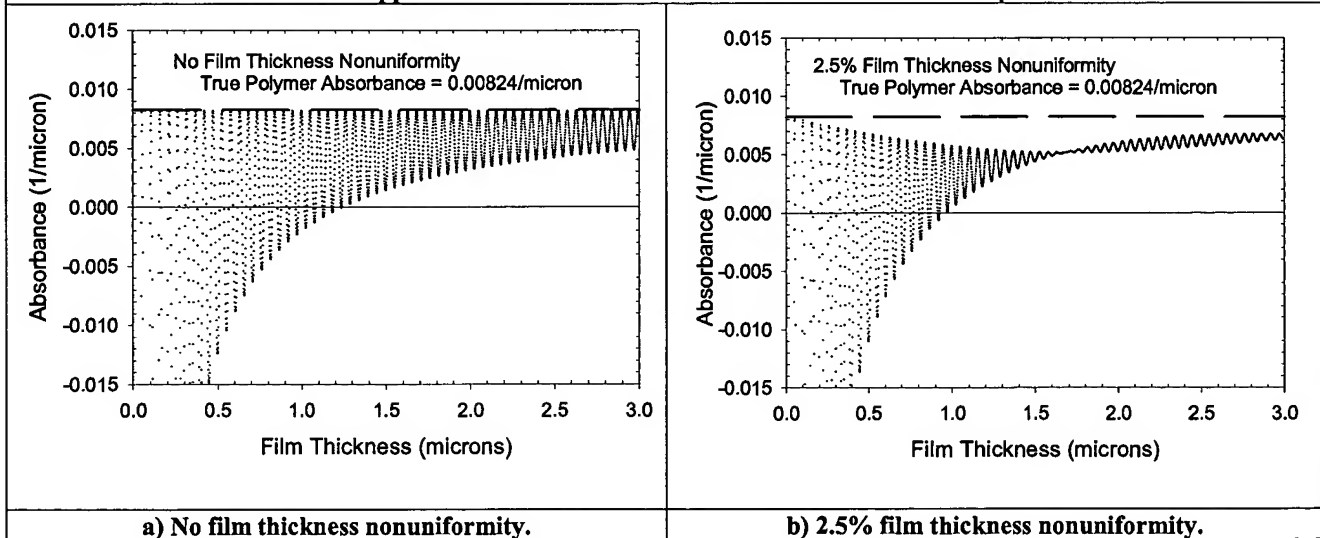 No Film Thickness Nonuniformity
True Polymer Absorbance = 0.00824/micron
0.015
0.010
0.005
0.000
-0.005
-0.010
-0.015
Absorbance (1/micron)
0.0 0.5 1.0 1.5 2.0 2.5 3.0
Film Thickness (microns)
a) No film thickness nonuniformity.
2.5% Film Thickness Nonuniformity
True Polymer Absorbance = 0.00824/micron
0.015
0.010
0.005
0.000
-0.005
-0.010
-0.015
Absorbance (1/micron)
0.0 0.5 1.0 1.5 2.0 2.5 3.0
Film Thickness (microns)
b) 2.5% film thickness nonuniformity.